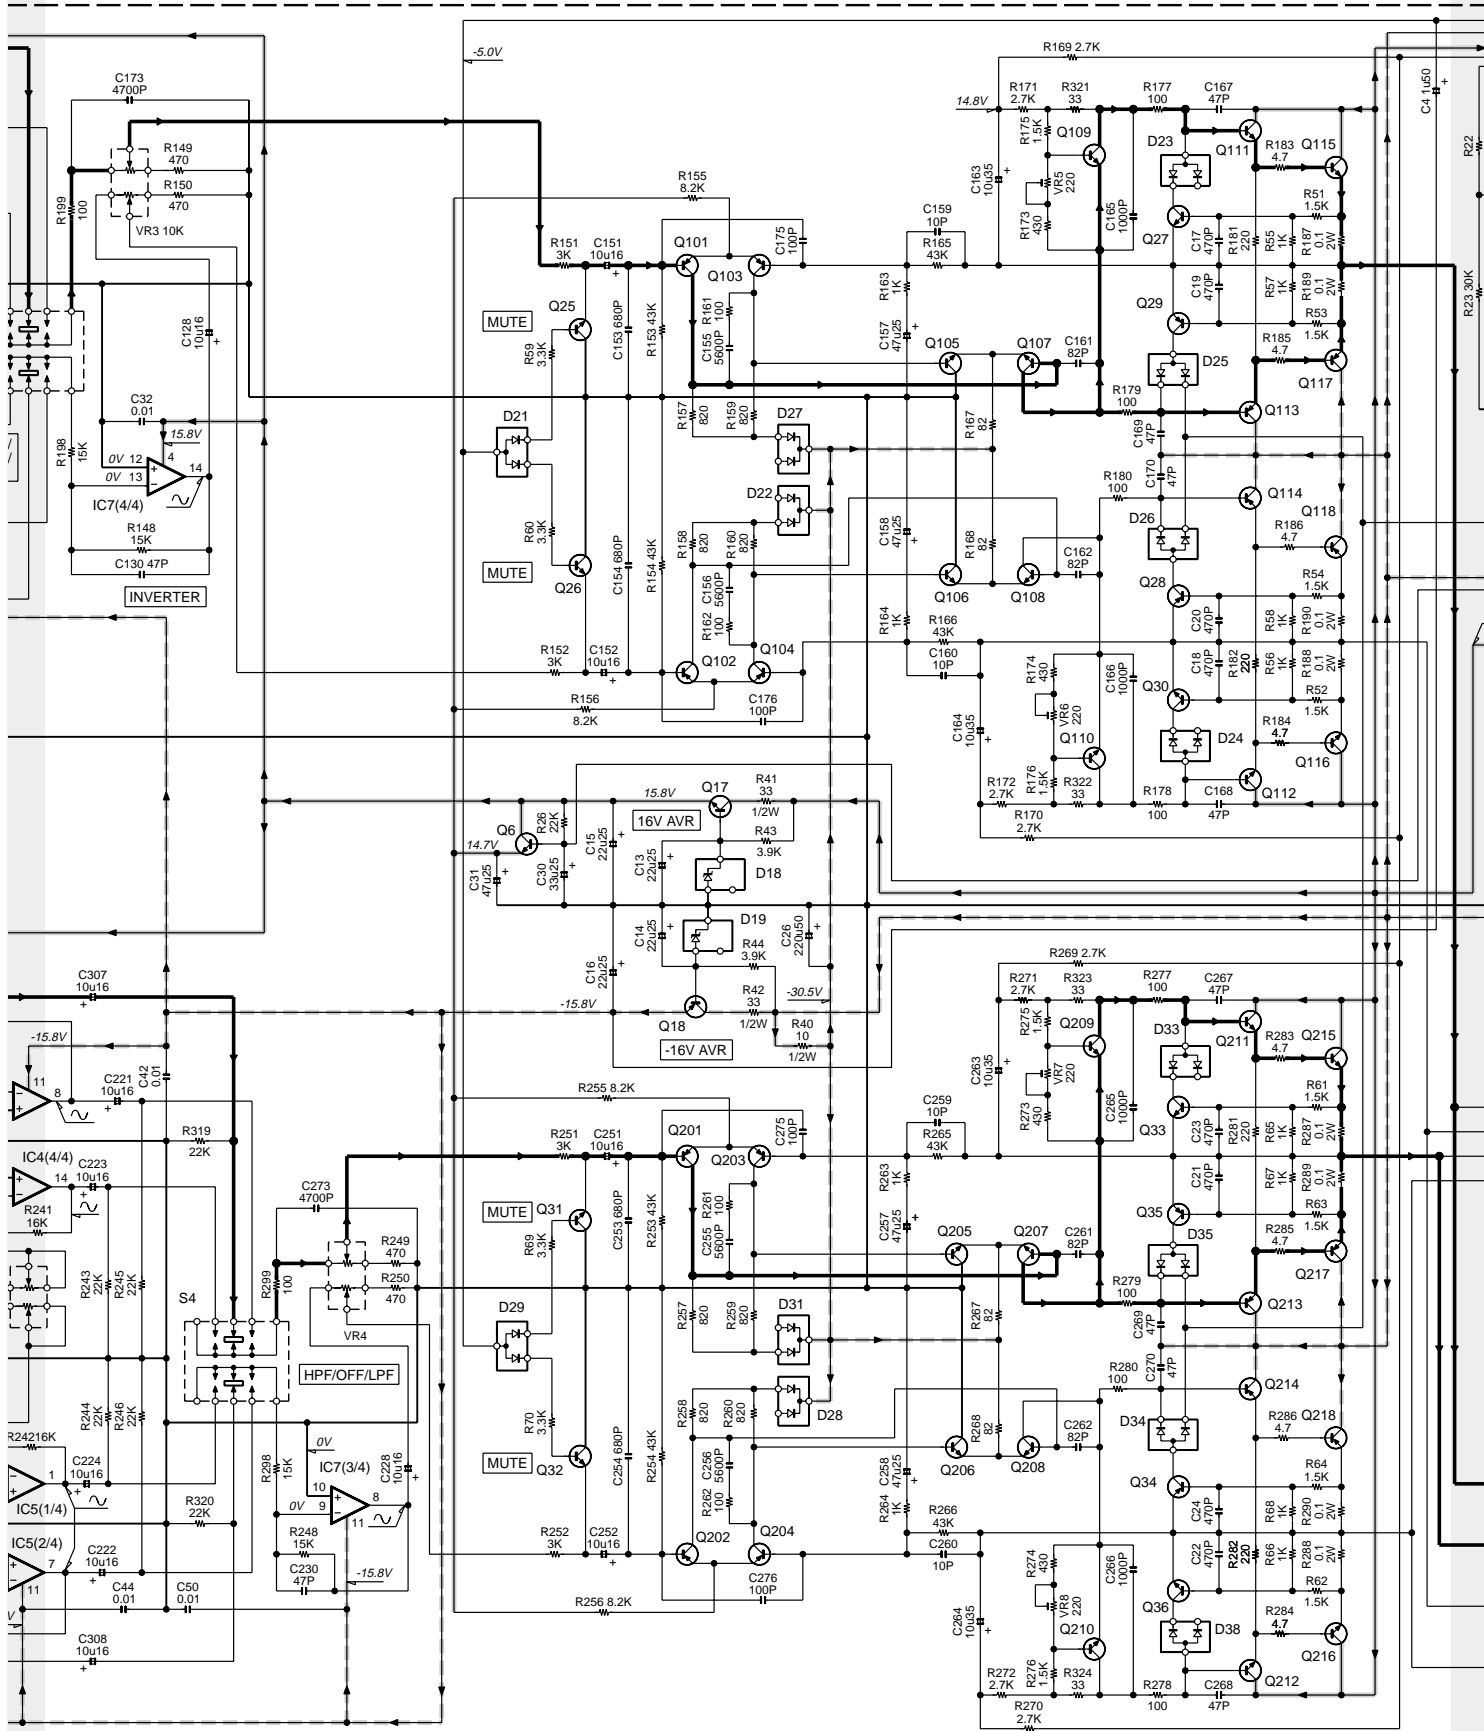 -5.0V
R169 2.7K
C4 1u50
+
C173
4700P
14.8V
R171
2.7K
R321
33
R177
100
C167
47P
R175
1.5K
Q109
D23
Q111
R183
4.7
Q115
R22
R149
470
R150
470
R199
100
VR3 10K
R155
8.2K
C163
10u35
+
VR5
220
R173
430
C165
1000P
Q27
C17
470P
R181
220
R55
1K
R51
1.5K
R187
0.1
2W
C159
10P
R165
43K
R151
3K
C151
10u16
+
Q101
Q103
C175
100P
R163
1K
C19
470P
R57
1K
R189
0.1
2W
R23 30K
C128
10u16
+
MUTE
Q25
R59
3.3K
C153 680P
R153 43K
R161
100
C155
5600P
C157
47u25
+
Q105
Q107
C161
82P
Q29
R53
1.5K
R185
4.7
D25
Q117
C32
0.01
15.8V
R198
15K
0V
12
0V
13
+
−
4
14
IC7(4/4)
D21
R157
820
R159
820
D27
R167
82
R179
100
Q113
C169
47P
C170
47P
R180
100
Q114
Q118
D22
R148
15K
C130 47P
INVERTER
MUTE
R60
3.3K
Q26
C154 680P
R154 43K
R158
820
R160
820
C156
5600P
R162
100
C158
47u25
+
R168
82
C162
82P
D26
R186
4.7
Q106
Q108
Q28
R54
1.5K
C20
470P
R58
1K
R190
0.1
2W
R164
1K
R166
43K
C160
10P
R152
3K
C152
10u16
+
Q102
Q104
R174
430
C166
1000P
C18
470P
R182
220
R56
1K
R188
0.1
2W
R156
8.2K
C176
100P
Q30
R52
1.5K
C164
10u35
+
VR6
220
Q110
D24
R184
4.7
Q116
R176
1.5K
R172
2.7K
R322
33
R178
100
C168
47P
Q112
R170
2.7K
15.8V
Q17
R41
33
1/2W
16V AVR
R43
3.9K
Q6
R26
22K
C15
22u25
+
14.7V
C31
47u25
+
C30
33u25
+
C13
22u25
+
D18
D19
C14
22u25
+
C16
22u25
+
R44
3.9K
C26
220u50
+
R42
33
1/2W
-30.5V
-15.8V
Q18
-16V AVR
R40
10
1/2W
R269 2.7K
C307
10u16
+
R271
2.7K
R323
33
R277
100
C267
47P
R275
1.5K
Q209
D33
Q211
R283
4.7
Q215
-15.8V
11
8
−
+
C221
10u16
+
C42
0.01
R255 8.2K
C263
10u35
+
VR7
220
R273
430
C265
1000P
Q33
C23
470P
R281
220
R65
1K
R61
1.5K
R287
0.1
2W
C259
10P
R265
43K
R319
22K
R251
3K
C251
10u16
+
Q201
Q203
C275
100P
IC4(4/4)
14
−
+
C223
10u16
+
R241
16K
C273
4700P
MUTE
Q31
R69
3.3K
C253 680P
R253 43K
R261
100
C255
5600P
R263
1K
C257
47u25
+
Q205
Q207
C261
82P
C21
470P
R67
1K
R289
0.1
2W
Q35
R63
1.5K
R285
4.7
D35
Q217
R249
470
R250
470
R243
22K
R245
22K
R299
100
S4
VR4
HPF/OFF/LPF
D29
R257
820
R259
820
D31
R267
82
R279
100
Q213
C269
47P
C270
47P
R280
100
Q214
Q218
D28
R244
22K
R246
22K
R24216K
C224
10u16
+
1
−
+
IC5(1/4)
0V
IC7(3/4)
10
0V
9
+
−
8
11
R298
15K
C228
10u16
+
R70
3.3K
MUTE
Q32
C254 680P
R254 43K
R258
820
R260
820
C256
5600P
R262
100
C258
47u25
+
R268
82
C262
82P
Q206
Q208
D34
R286
4.7
Q34
R64
1.5K
R264
1K
R266
43K
C260
10P
C24
470P
R68
1K
R290
0.1
2W
R320
22K
IC5(2/4)
7
11
−
+
C222
10u16
+
R248
15K
C230
47P
-15.8V
R252
3K
C252
10u16
+
Q202
Q204
C44
0.01
C50
0.01
C308
10u16
+
C276
100P
R256 8.2K
R274
430
C266
1000P
C22
470P
R282
220
R66
1K
R288
0.1
2W
Q36
R62
1.5K
C264
10u35
+
VR8
220
Q210
D38
R284
4.7
Q216
R276
1.5K
R272
2.7K
R324
33
R278
100
C268
47P
Q212
R270
2.7K